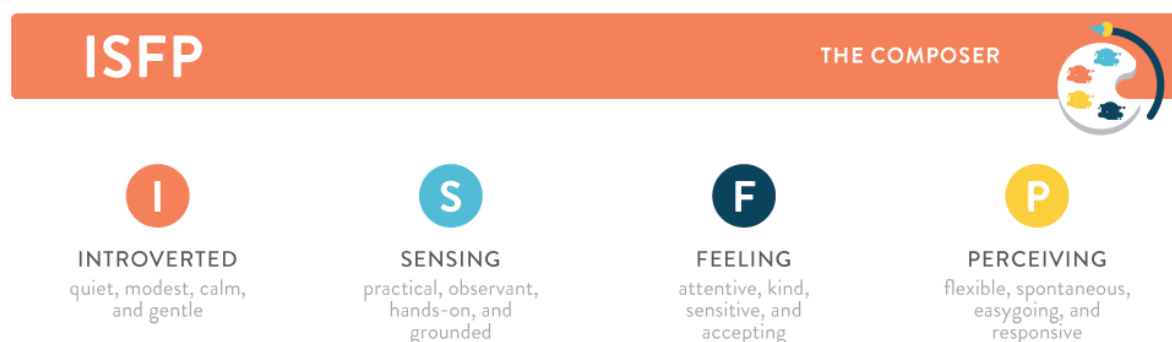 ISFP
THE COMPOSER
I
S
F
P
INTROVERTED
quiet, modest, calm,
and gentle
SENSING
practical, observant,
hands-on, and
grounded
FEELING
attentive, kind,
sensitive, and
accepting
PERCEIVING
flexible, spontaneous,
easygoing, and
responsive